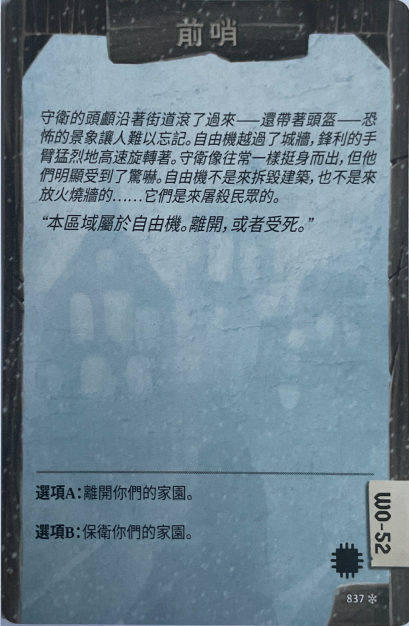 前哨
守衛的頭顱沿著街道滾了過來——還帶著頭盔——恐
怖的景象讓人難以忘記。自由機越過了城牆，鋒利的手
臂猛烈地高速旋轉著。守衛像往常一樣挺身而出，但他
們明顯受到了驚嚇。自由機不是來拆毀建築，也不是來
放火燒牆的……它們是來屠殺民眾的。
“本區域屬於自由機。離開，或者受死。”
選項A：離開你們的家園。
選項B：保衛你們的家園。
WO-52
837